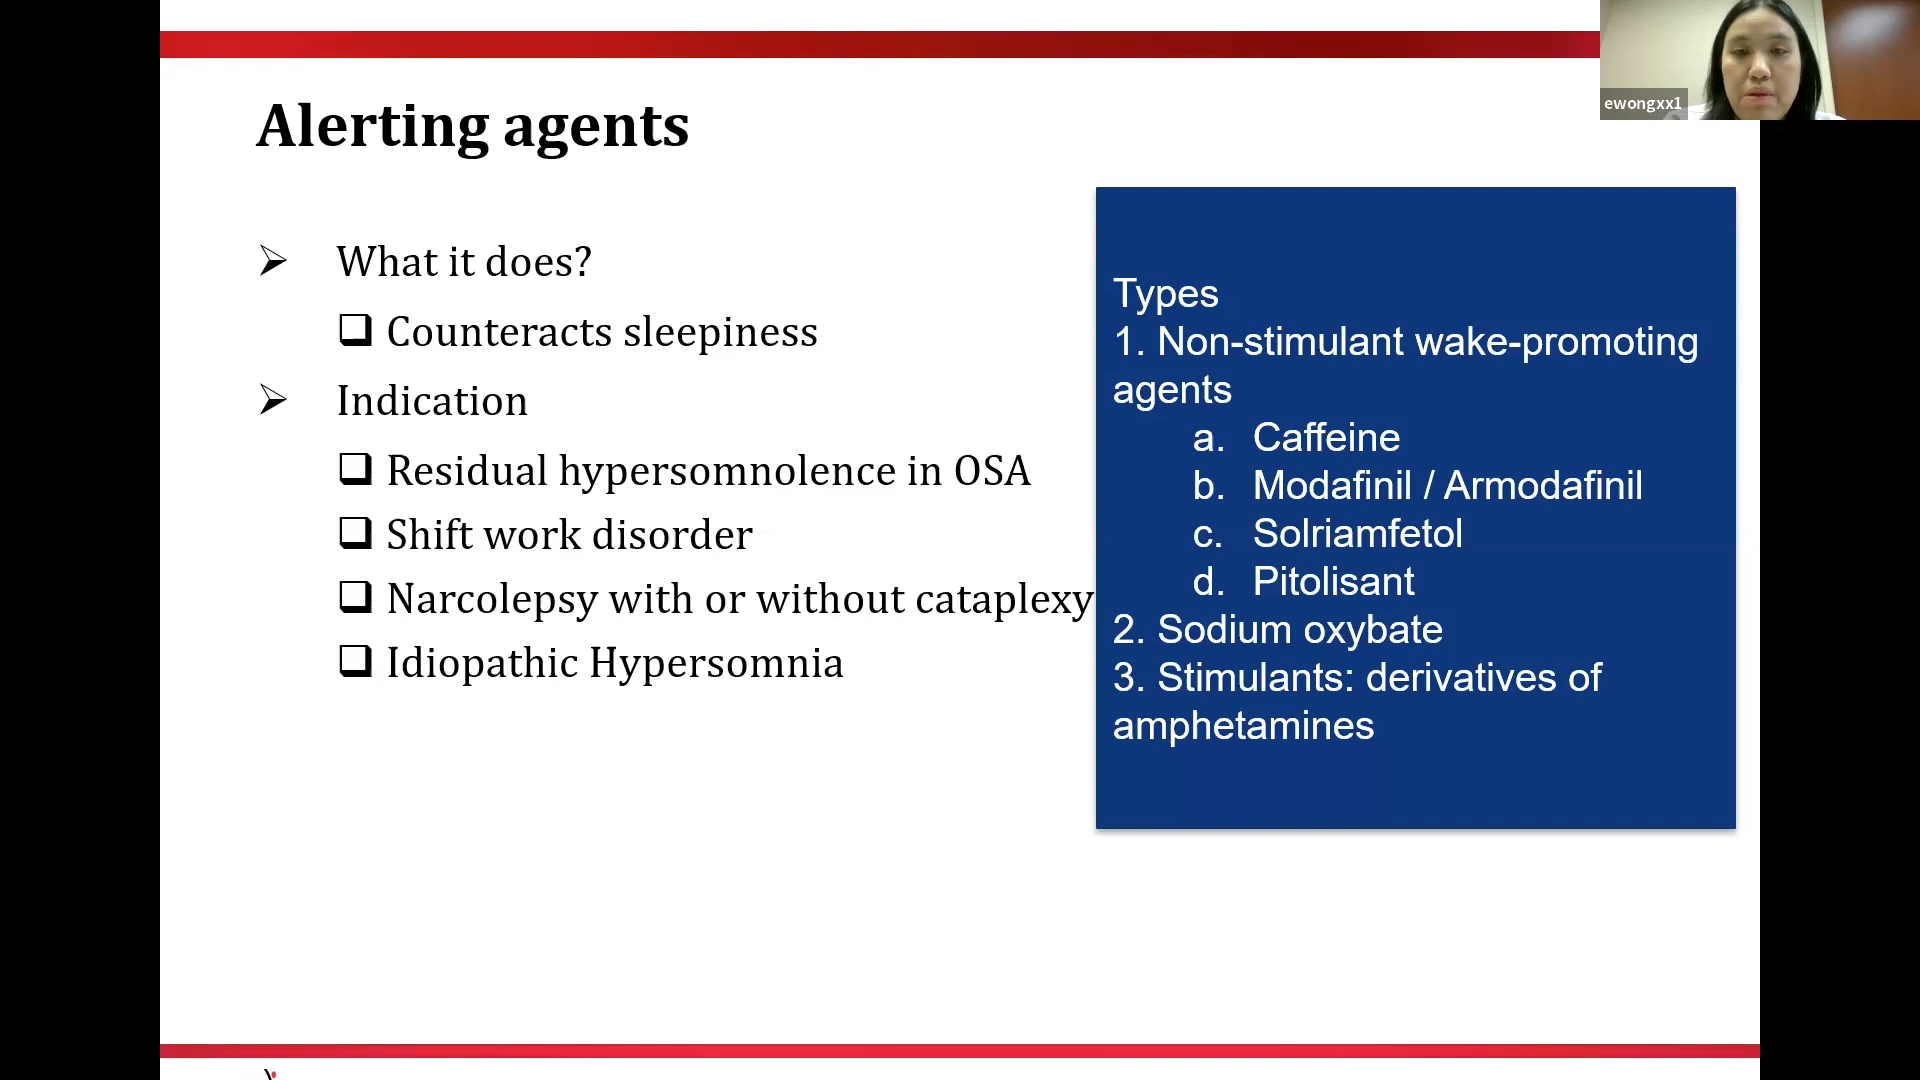 ewongxx1
Alerting agents
➢ What it does?
❑ Counteracts sleepiness
➢ Indication
❑ Residual hypersomnolence in OSA
❑ Shift work disorder
❑ Narcolepsy with or without cataplexy
❑ Idiopathic Hypersomnia
Types
1. Non-stimulant wake-promoting
agents
a. Caffeine
b. Modafinil / Armodafinil
c. Solriamfetol
d. Pitolisant
2. Sodium oxybate
3. Stimulants: derivatives of
amphetamines